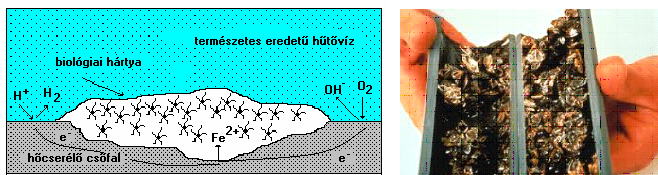 természetes eredetű hűtővíz
biológiai hártya
H⁺ H₂
OH⁻ O₂
Fe²⁺
e⁻
hőcserélő csőfal
e⁻